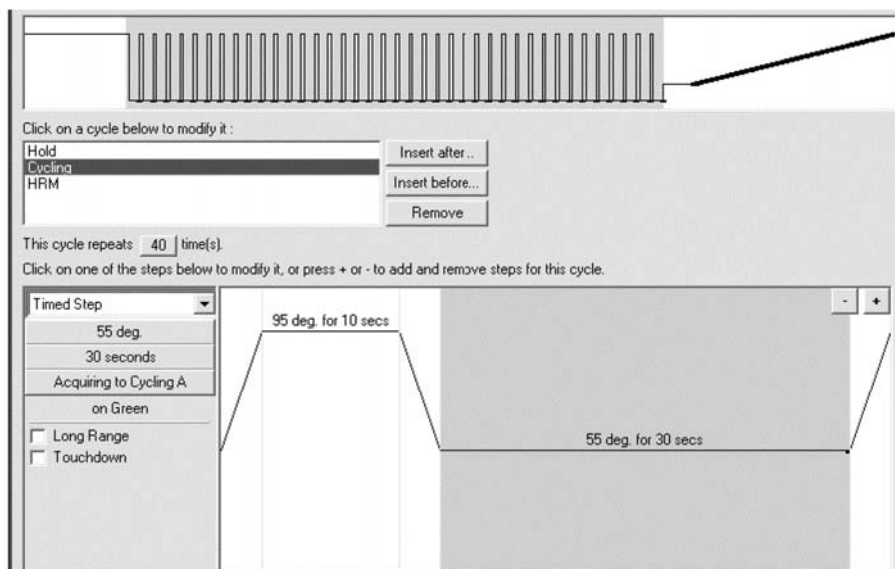 Click on a cycle below to modify it :
Hold
Cycling
HRM
Insert after..
Insert before...
Remove
This cycle repeats 40 time(s).
Click on one of the steps below to modify it, or press + or - to add and remove steps for this cycle.
Timed Step
55 deg.
30 seconds
Acquiring to Cycling A
on Green
Long Range
Touchdown
95 deg. for 10 secs
- +
55 deg. for 30 secs